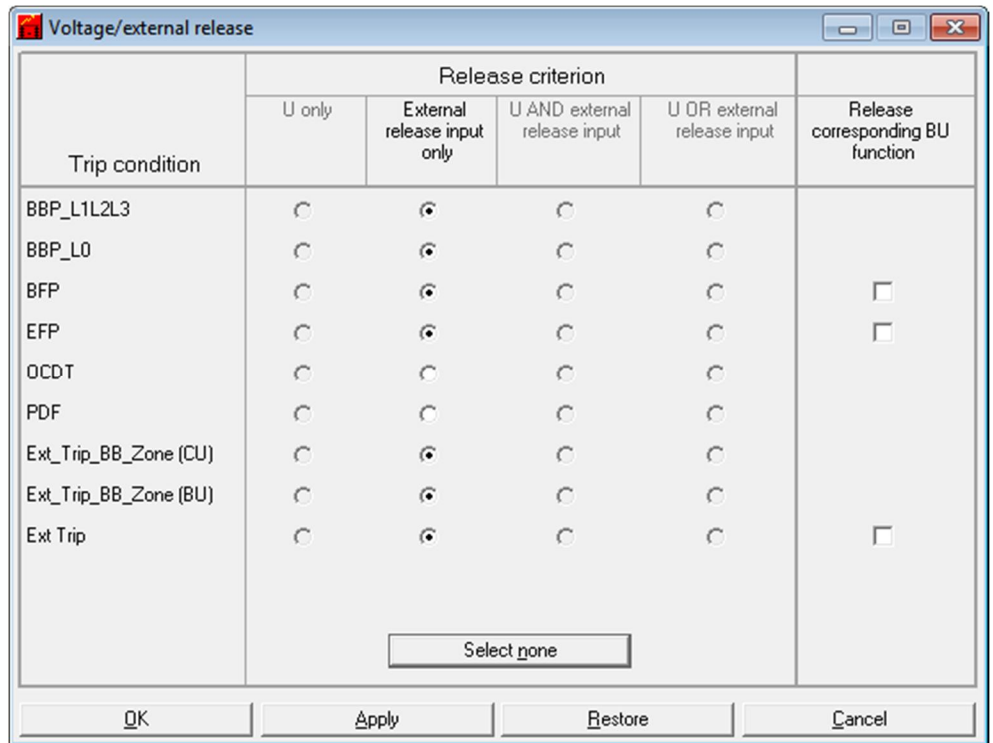 Voltage/external release
Release criterion
Trip condition
U only
External
release input
only
U AND external
release input
U OR external
release input
Release
corresponding BU
function
BBP_L1L2L3
BBP_L0
BFP
EFP
OCDT
PDF
Ext_Trip_BB_Zone (CU)
Ext_Trip_BB_Zone (BU)
Ext Trip
Select none
OK Apply Restore Cancel